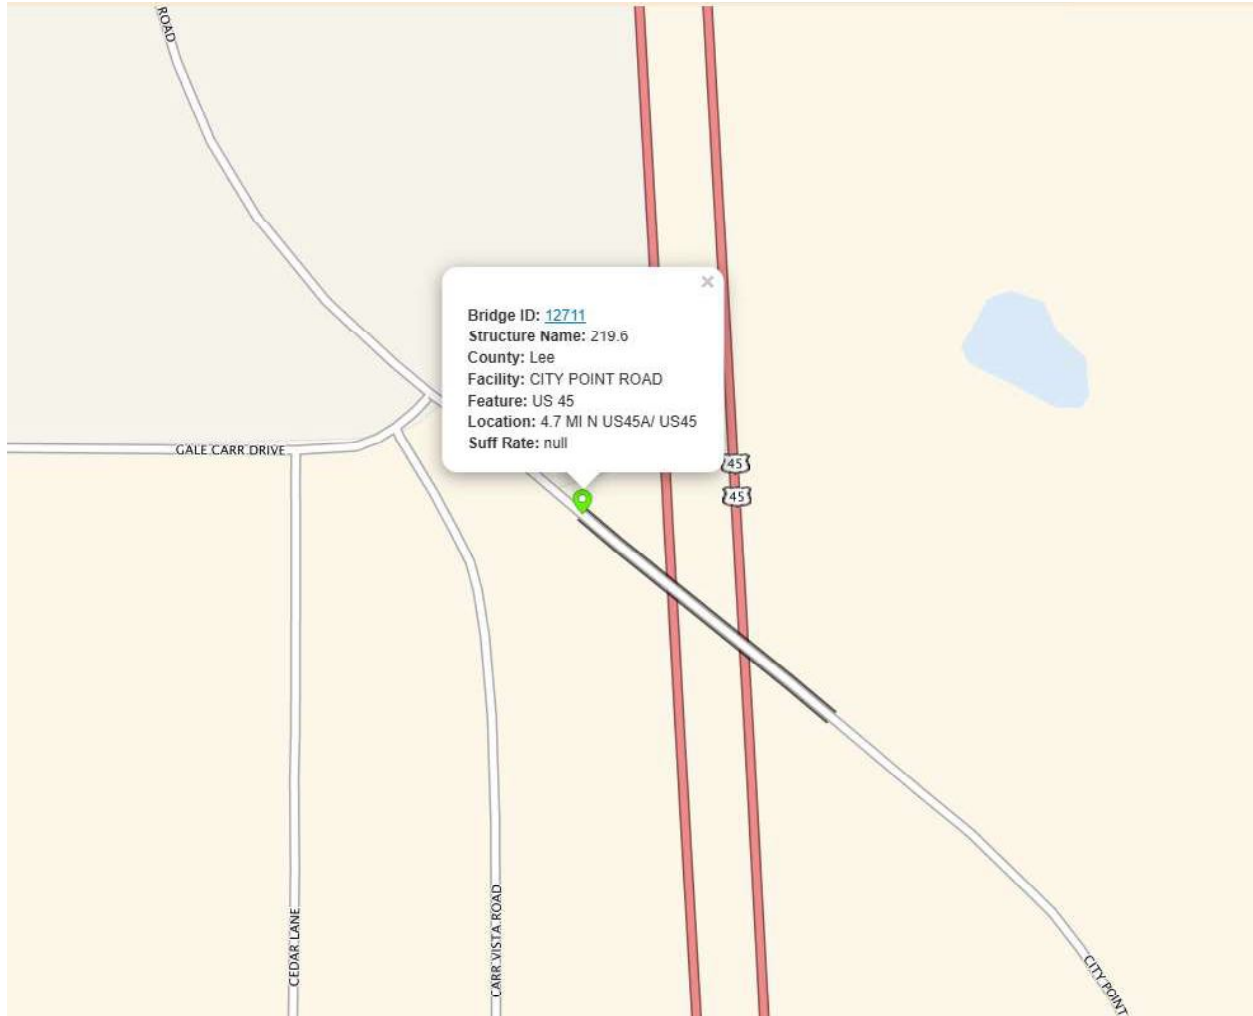 ROAD
×
Bridge ID: 12711
Structure Name: 219.6
County: Lee
Facility: CITY POINT ROAD
Feature: US 45
Location: 4.7 MI N US45A/ US45
Suff Rate: null
GALE CARR DRIVE
45
45
CEDAR LANE
CARR VISTA ROAD
CITY POINT